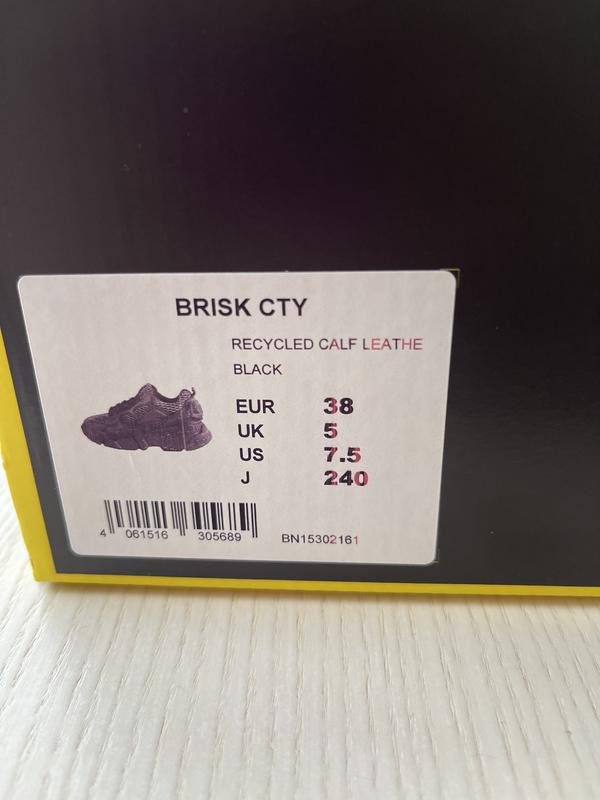 BRISK CTY
RECYCLED CALF LEATHE
BLACK
EUR 38
UK 5
US 7.5
J 240
4 061516 305689
BN15302161